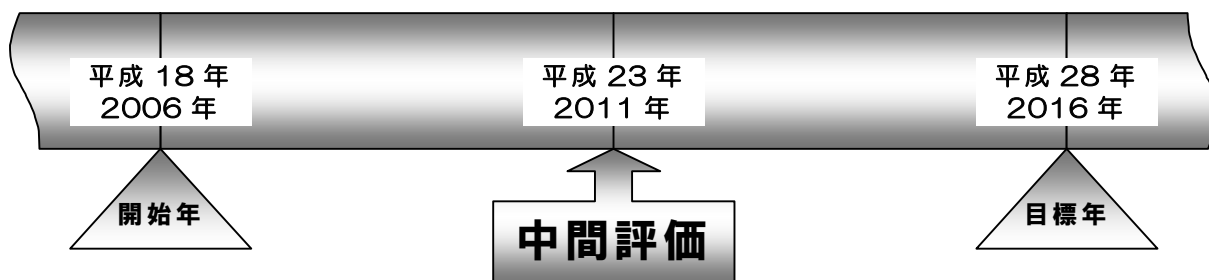 平成 18 年
2006 年
平成 23 年
2011 年
平成 28 年
2016 年
開始年
中間評価
目標年